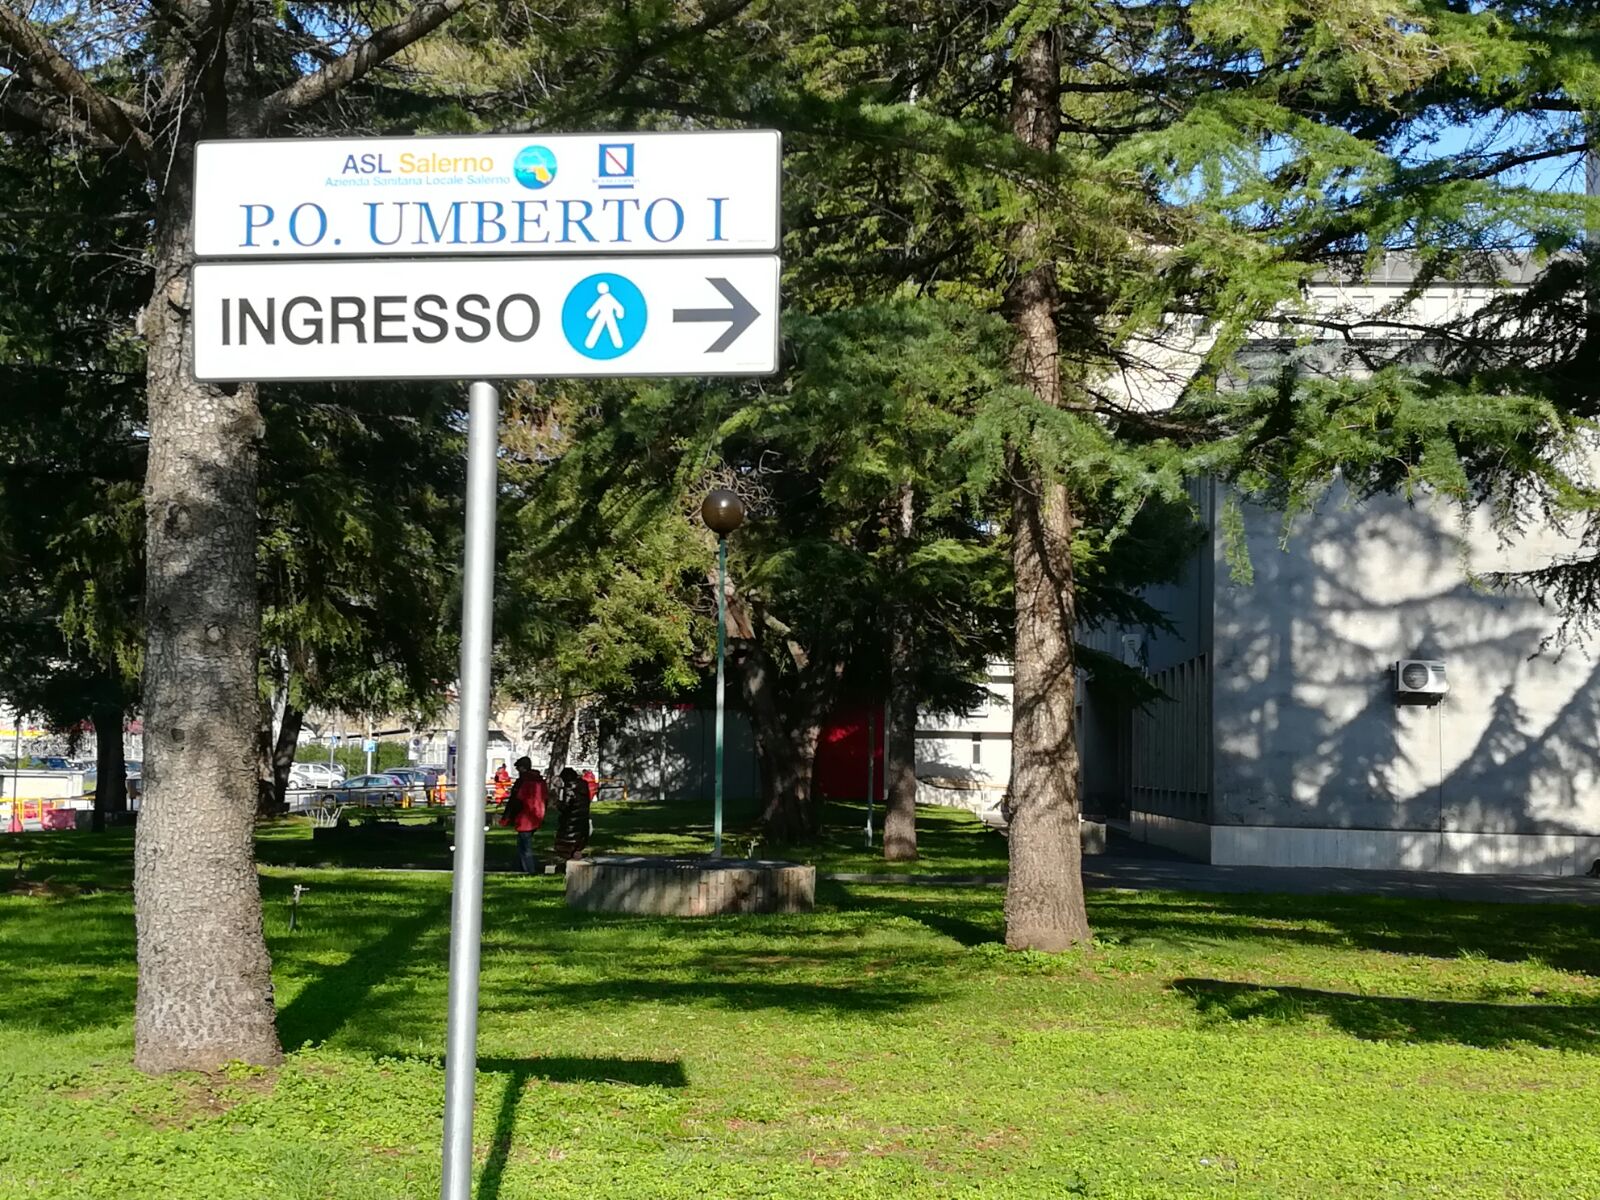 ASL Salerno
Azienda Sanitaria Locale Salerno
P.O. UMBERTO I
INGRESSO